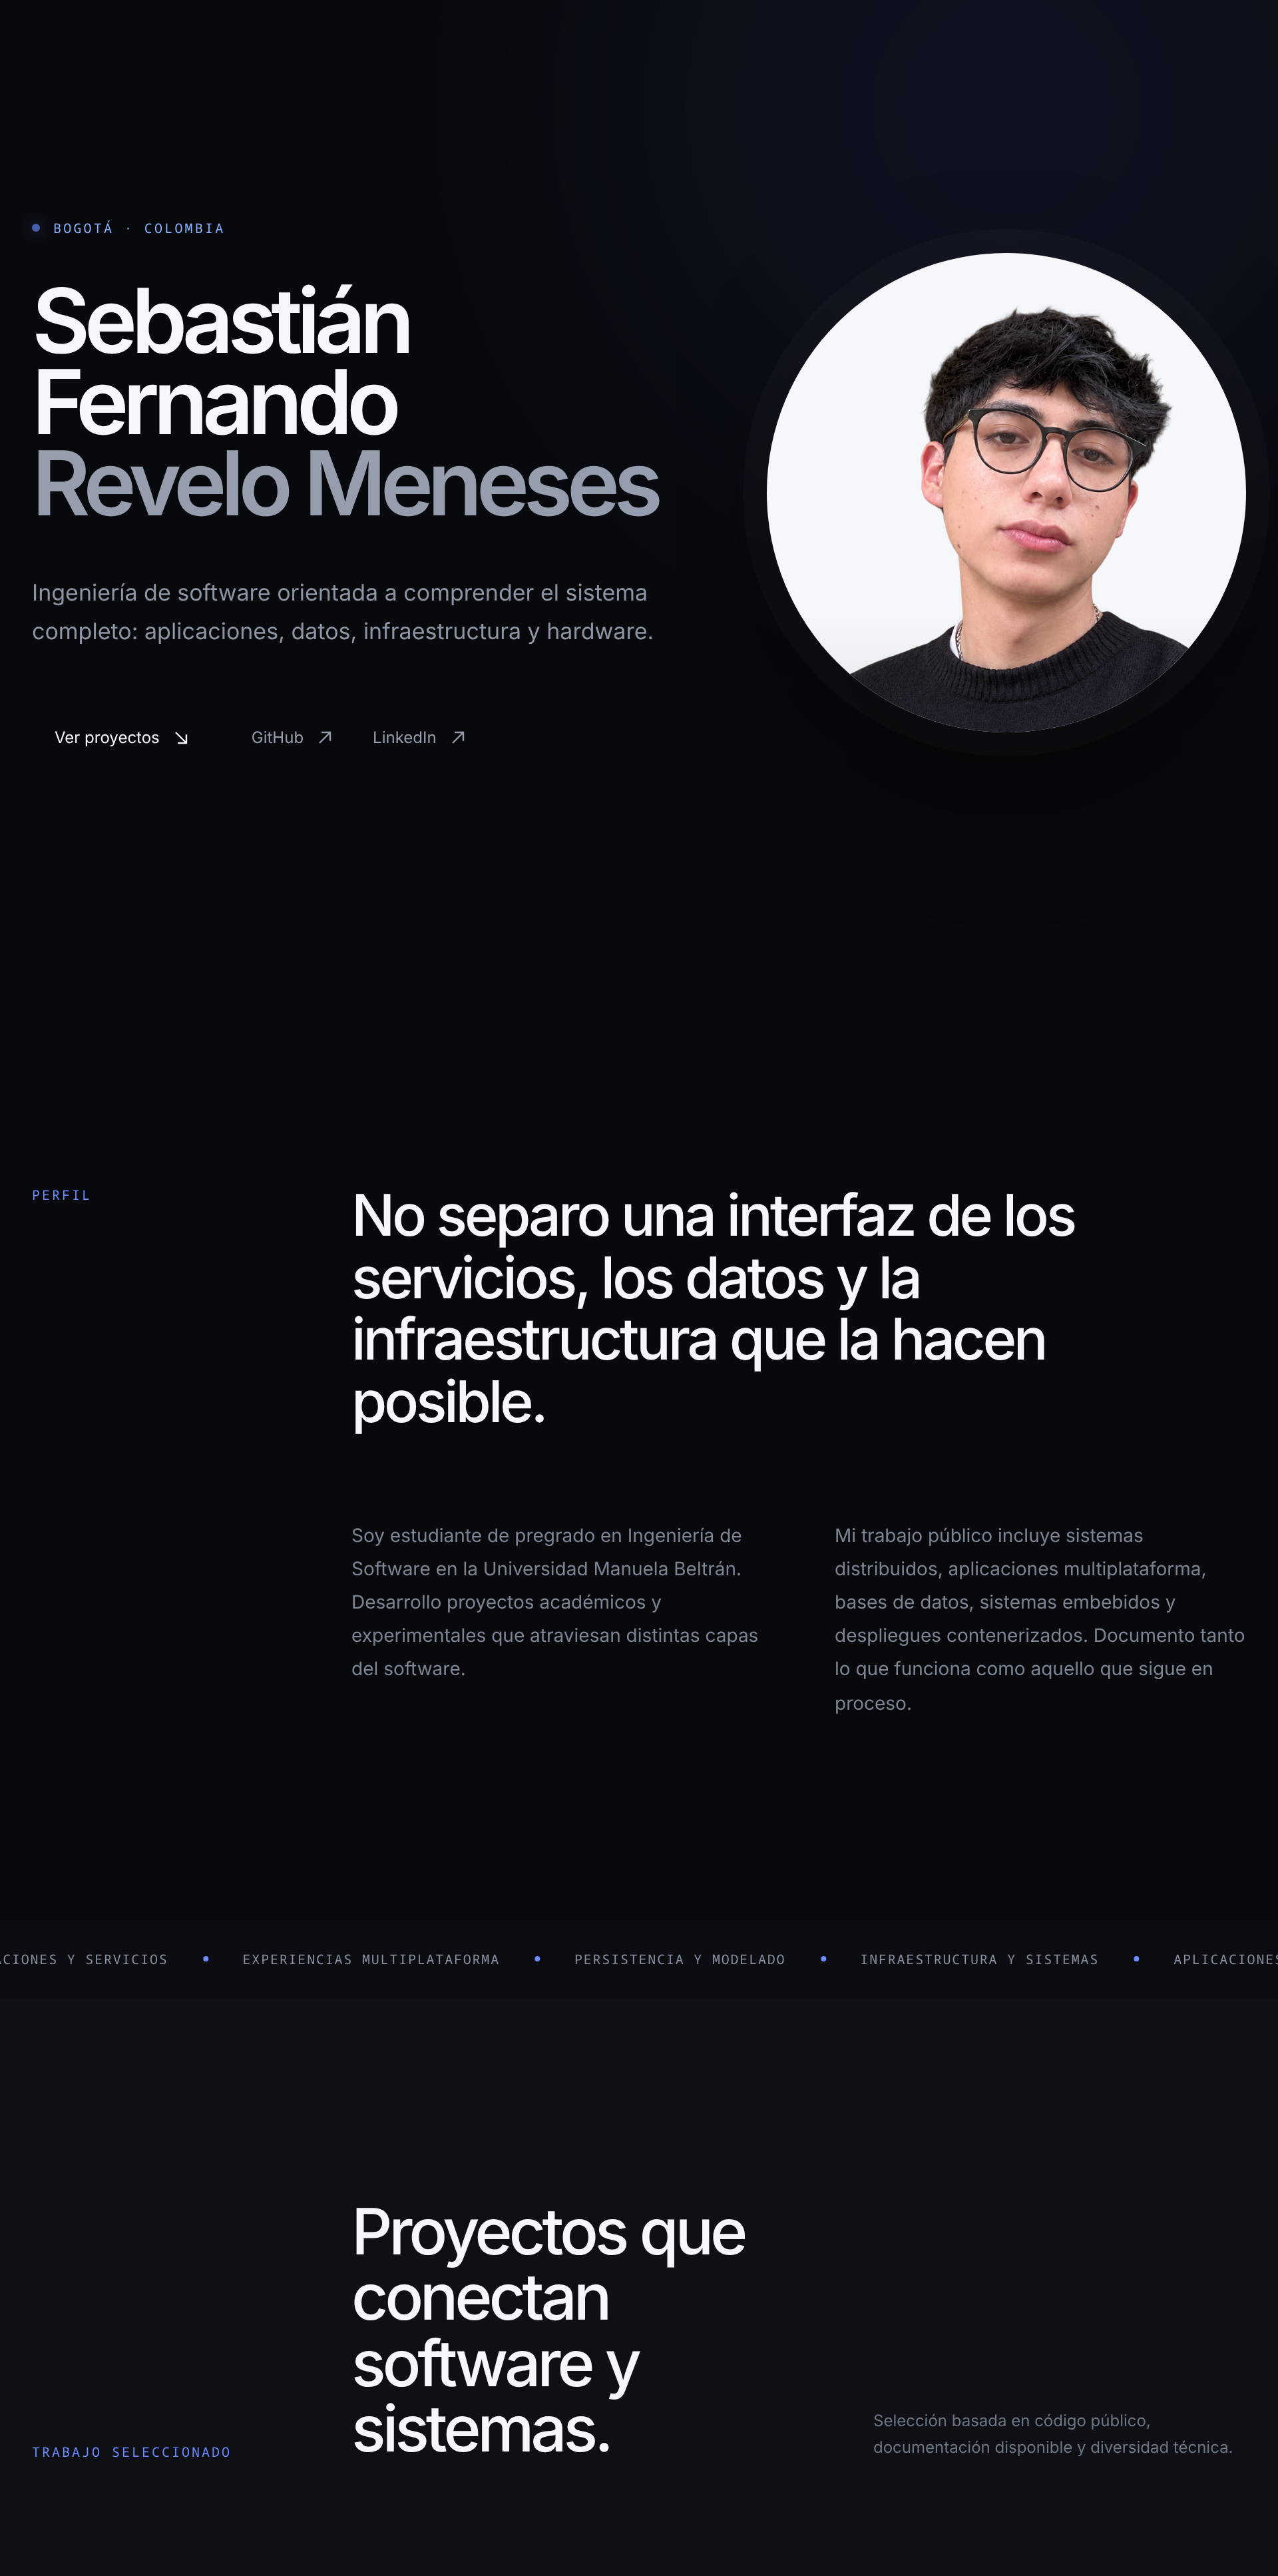 BOGOTÁ · COLOMBIA
Sebastián
Fernando
Revelo Meneses
Ingeniería de software orientada a comprender el sistema
completo: aplicaciones, datos, infraestructura y hardware.
Ver proyectos ↘ GitHub ↗ LinkedIn ↗
PERFIL
No separo una interfaz de los
servicios, los datos y la
infraestructura que la hacen
posible.
Soy estudiante de pregrado en Ingeniería de
Software en la Universidad Manuela Beltrán.
Desarrollo proyectos académicos y
experimentales que atraviesan distintas capas
del software.
Mi trabajo público incluye sistemas
distribuidos, aplicaciones multiplataforma,
bases de datos, sistemas embebidos y
despliegues contenerizados. Documento tanto
lo que funciona como aquello que sigue en
proceso.
CIONES Y SERVICIOS • EXPERIENCIAS MULTIPLATAFORMA • PERSISTENCIA Y MODELADO • INFRAESTRUCTURA Y SISTEMAS • APLICACIONES
Proyectos que
conectan
software y
sistemas.
TRABAJO SELECCIONADO
Selección basada en código público,
documentación disponible y diversidad técnica.